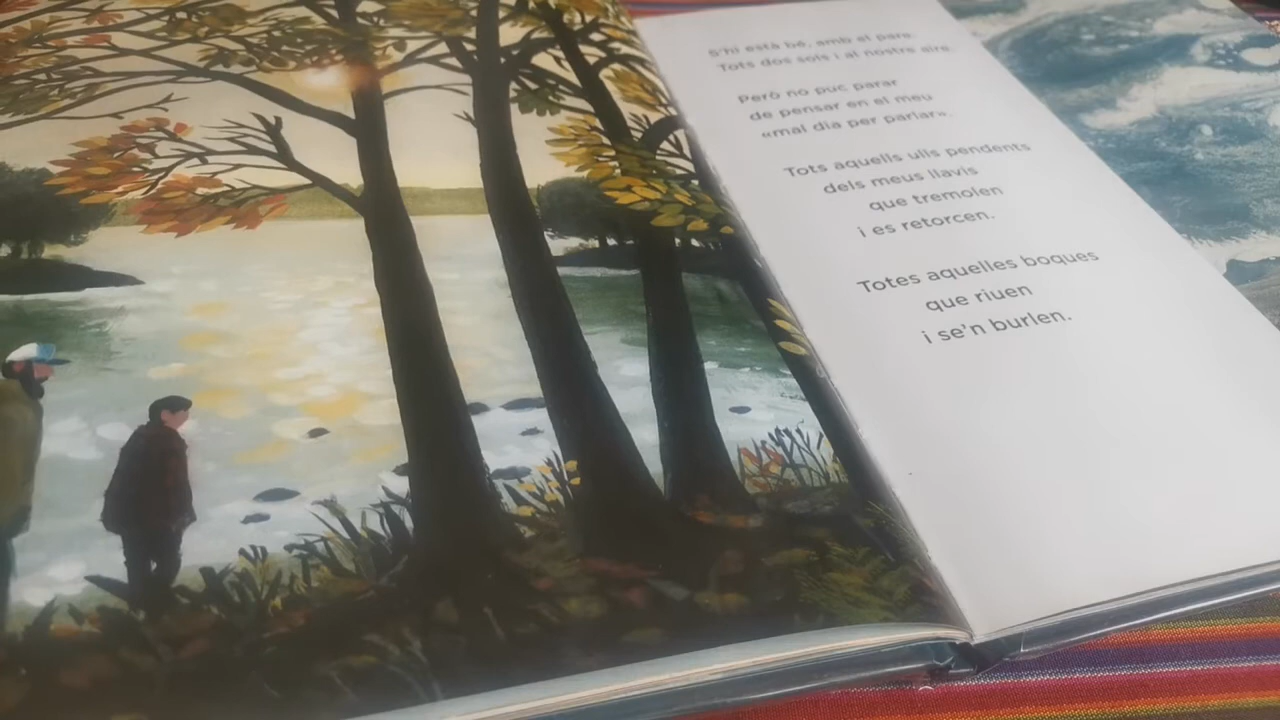 S'hi està bé, amb el pare.
Tots dos sols i al nostre aire.
Però no puc parar
de pensar en el meu
«mal dia per parlar».
Tots aquells ulls pendents
dels meus llavis
que tremolen
i es retorcen.
Totes aquelles boques
que riuen
i se'n burlen.